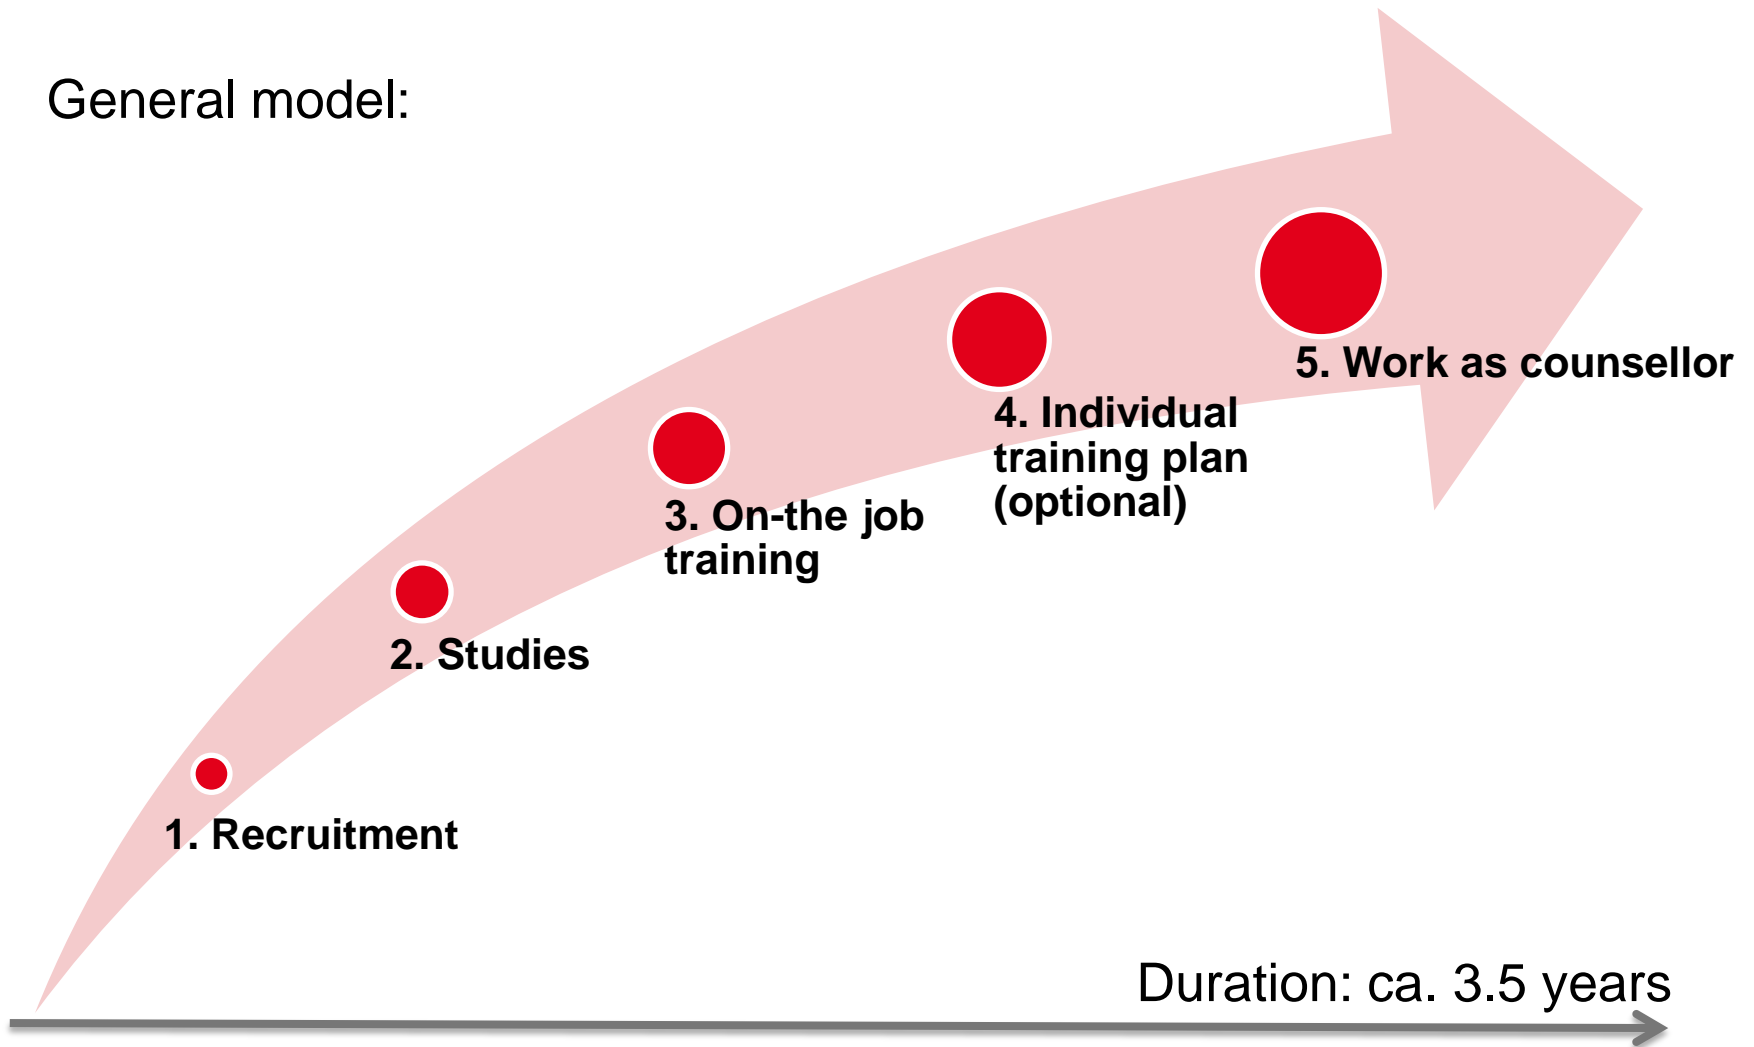 General model:
5. Work as counsellor
4. Individual
training plan
(optional)
3. On-the job
training
2. Studies
1. Recruitment
Duration: ca. 3.5 years